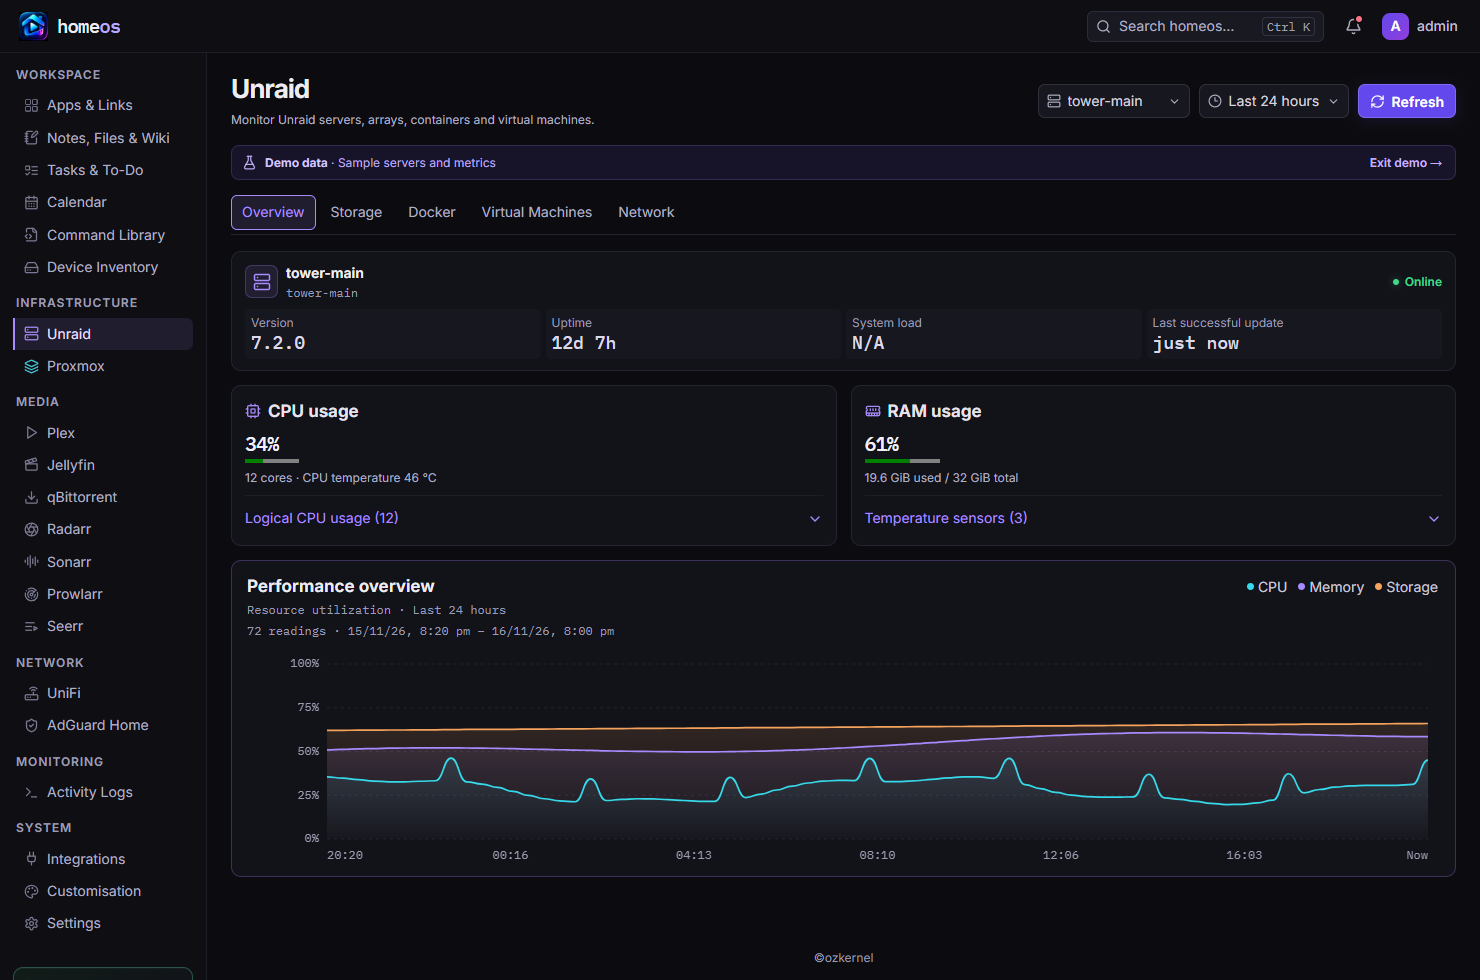 homeos
Search homeos... Ctrl K
A admin
WORKSPACE
Apps & Links
Notes, Files & Wiki
Tasks & To-Do
Calendar
Command Library
Device Inventory
INFRASTRUCTURE
Unraid
Proxmox
MEDIA
Plex
Jellyfin
qBittorrent
Radarr
Sonarr
Prowlarr
Seerr
NETWORK
UniFi
AdGuard Home
MONITORING
Activity Logs
SYSTEM
Integrations
Customisation
Settings
Unraid
Monitor Unraid servers, arrays, containers and virtual machines.
tower-main
Last 24 hours
Refresh
Demo data · Sample servers and metrics
Exit demo →
Overview Storage Docker Virtual Machines Network
tower-main
tower-main
Online
Version
7.2.0
Uptime
12d 7h
System load
N/A
Last successful update
just now
CPU usage
34%
12 cores · CPU temperature 46 °C
Logical CPU usage (12)
RAM usage
61%
19.6 GiB used / 32 GiB total
Temperature sensors (3)
Performance overview
Resource utilization · Last 24 hours
72 readings · 15/11/26, 8:20 pm – 16/11/26, 8:00 pm
CPU Memory Storage
100%
75%
50%
25%
0%
20:20 00:16 04:13 08:10 12:06 16:03 Now
©ozkernel